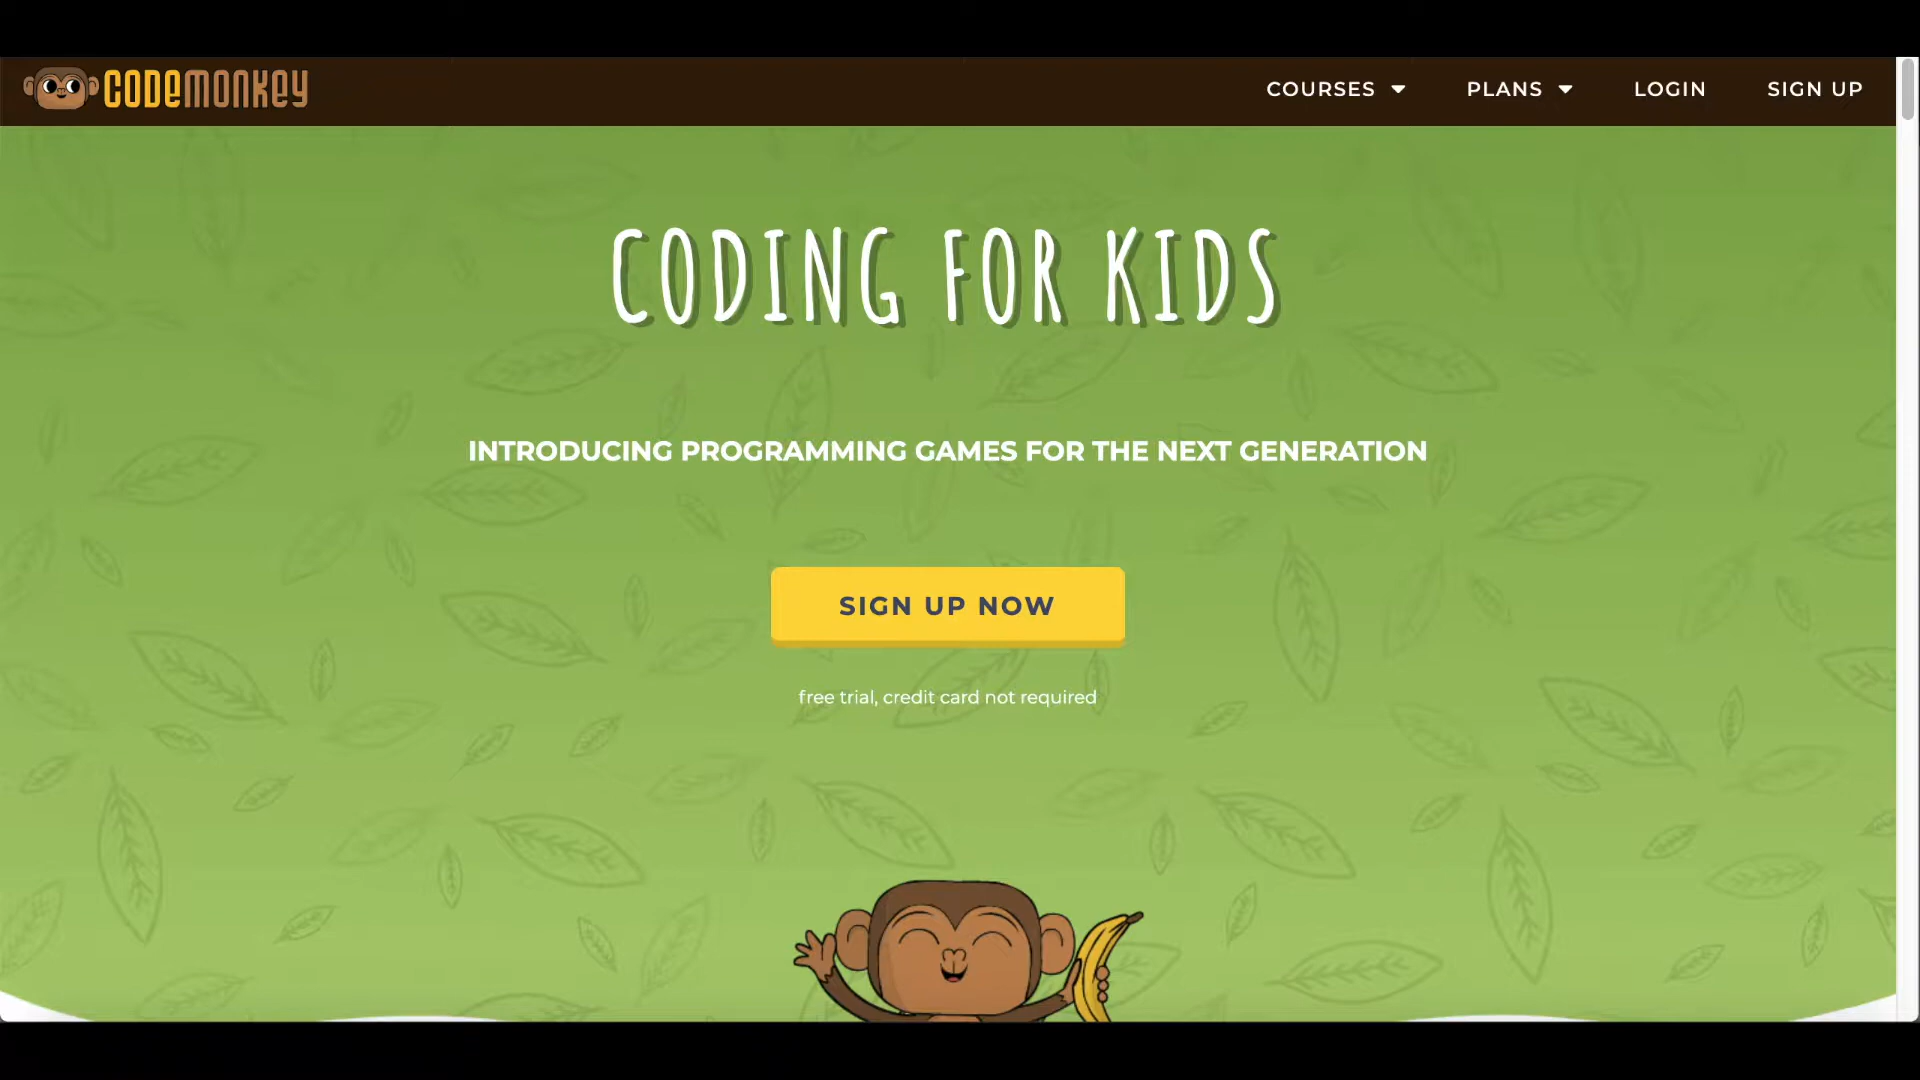 CODEMONKEY
COURSES
PLANS
LOGIN
SIGN UP
CODING FOR KIDS
INTRODUCING PROGRAMMING GAMES FOR THE NEXT GENERATION
SIGN UP NOW
free trial, credit card not required